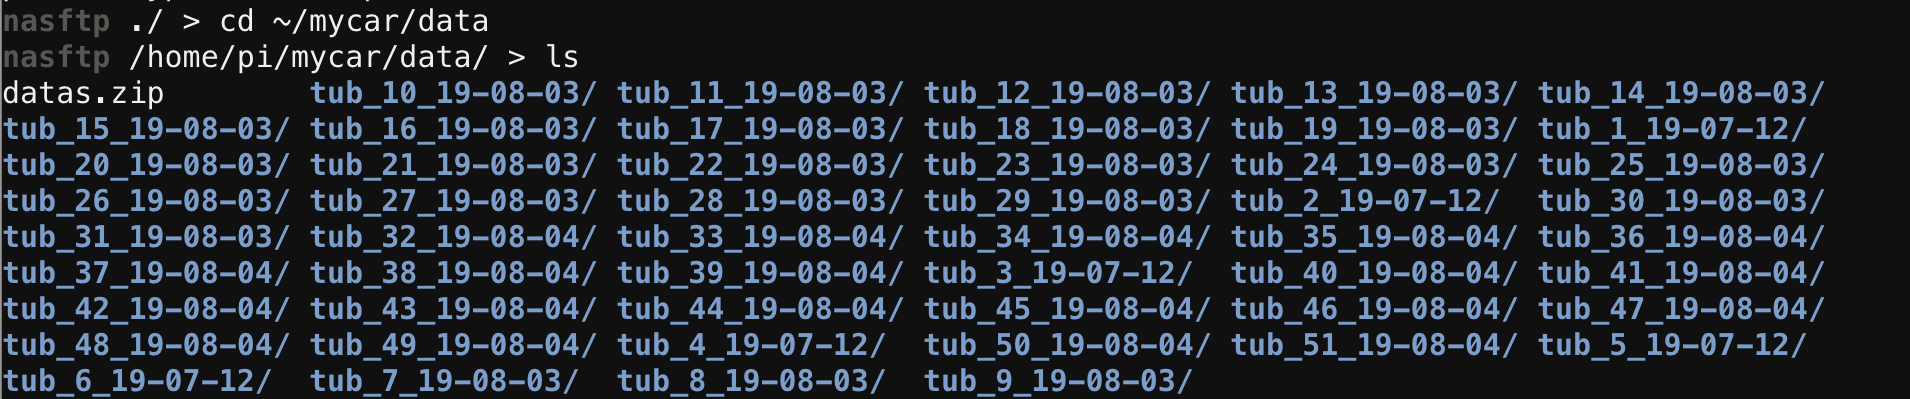 nasftp ./ > cd ~/mycar/data
nasftp /home/pi/mycar/data/ > ls
datas.zip        tub_10_19-08-03/ tub_11_19-08-03/ tub_12_19-08-03/ tub_13_19-08-03/ tub_14_19-08-03/
tub_15_19-08-03/ tub_16_19-08-03/ tub_17_19-08-03/ tub_18_19-08-03/ tub_19_19-08-03/ tub_1_19-07-12/
tub_20_19-08-03/ tub_21_19-08-03/ tub_22_19-08-03/ tub_23_19-08-03/ tub_24_19-08-03/ tub_25_19-08-03/
tub_26_19-08-03/ tub_27_19-08-03/ tub_28_19-08-03/ tub_29_19-08-03/ tub_2_19-07-12/  tub_30_19-08-03/
tub_31_19-08-03/ tub_32_19-08-04/ tub_33_19-08-04/ tub_34_19-08-04/ tub_35_19-08-04/ tub_36_19-08-04/
tub_37_19-08-04/ tub_38_19-08-04/ tub_39_19-08-04/ tub_3_19-07-12/  tub_40_19-08-04/ tub_41_19-08-04/
tub_42_19-08-04/ tub_43_19-08-04/ tub_44_19-08-04/ tub_45_19-08-04/ tub_46_19-08-04/ tub_47_19-08-04/
tub_48_19-08-04/ tub_49_19-08-04/ tub_4_19-07-12/  tub_50_19-08-04/ tub_51_19-08-04/ tub_5_19-07-12/
tub_6_19-07-12/  tub_7_19-08-03/  tub_8_19-08-03/  tub_9_19-08-03/